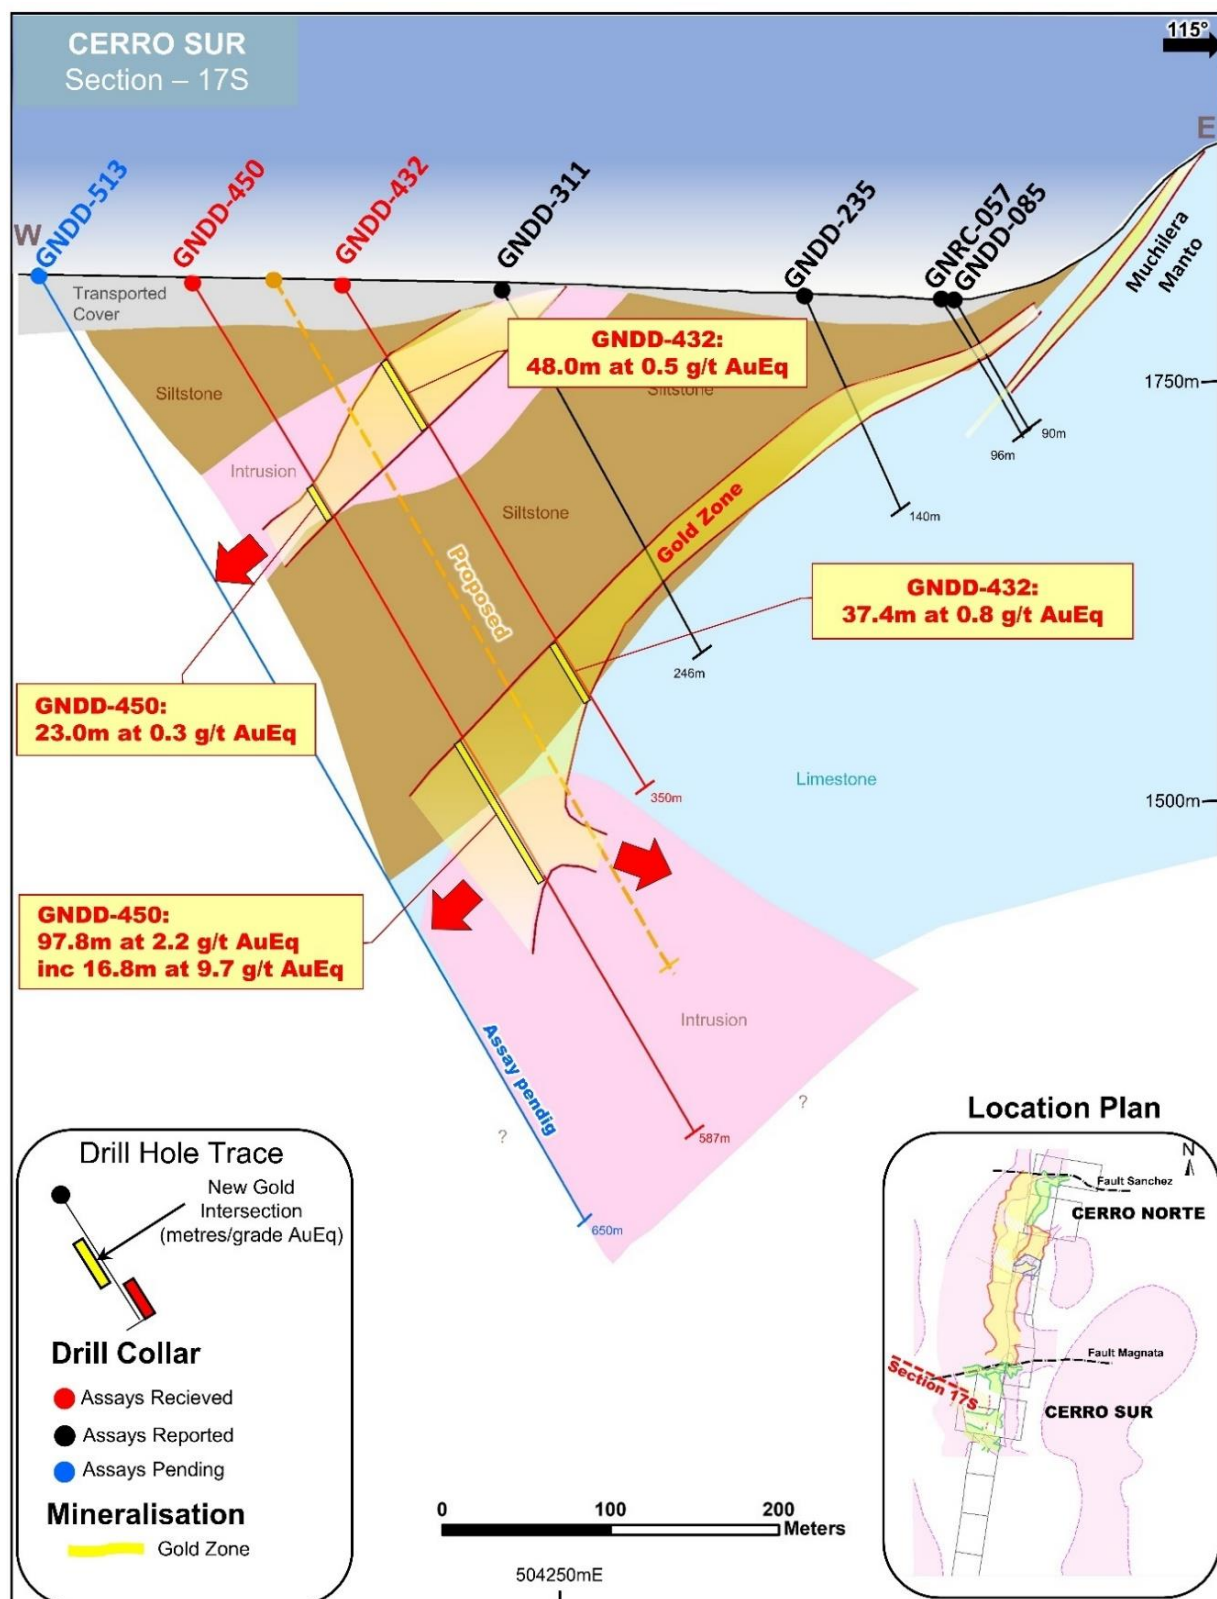 CERRO SUR
Section – 17S
115°
E
W
GNDD-513
GNDD-450
GNDD-432
GNDD-311
GNDD-235
GNRC-057
GNDD-085
Muchilera
Manto
Transported
Cover
GNDD-432:
48.0m at 0.5 g/t AuEq
Siltstone
Siltstone
1750m
90m
96m
Intrusion
140m
Siltstone
Gold Zone
Proposed
GNDD-432:
37.4m at 0.8 g/t AuEq
246m
GNDD-450:
23.0m at 0.3 g/t AuEq
Limestone
350m
1500m
GNDD-450:
97.8m at 2.2 g/t AuEq
inc 16.8m at 9.7 g/t AuEq
Intrusion
Assay pendig
?
?
587m
650m
Drill Hole Trace
New Gold
Intersection
(metres/grade AuEq)
Drill Collar
Assays Recieved
Assays Reported
Assays Pending
Mineralisation
Gold Zone
0 100 200
Meters
504250mE
Location Plan
N
Fault Sanchez
CERRO NORTE
Fault Magnata
Section 17S
CERRO SUR